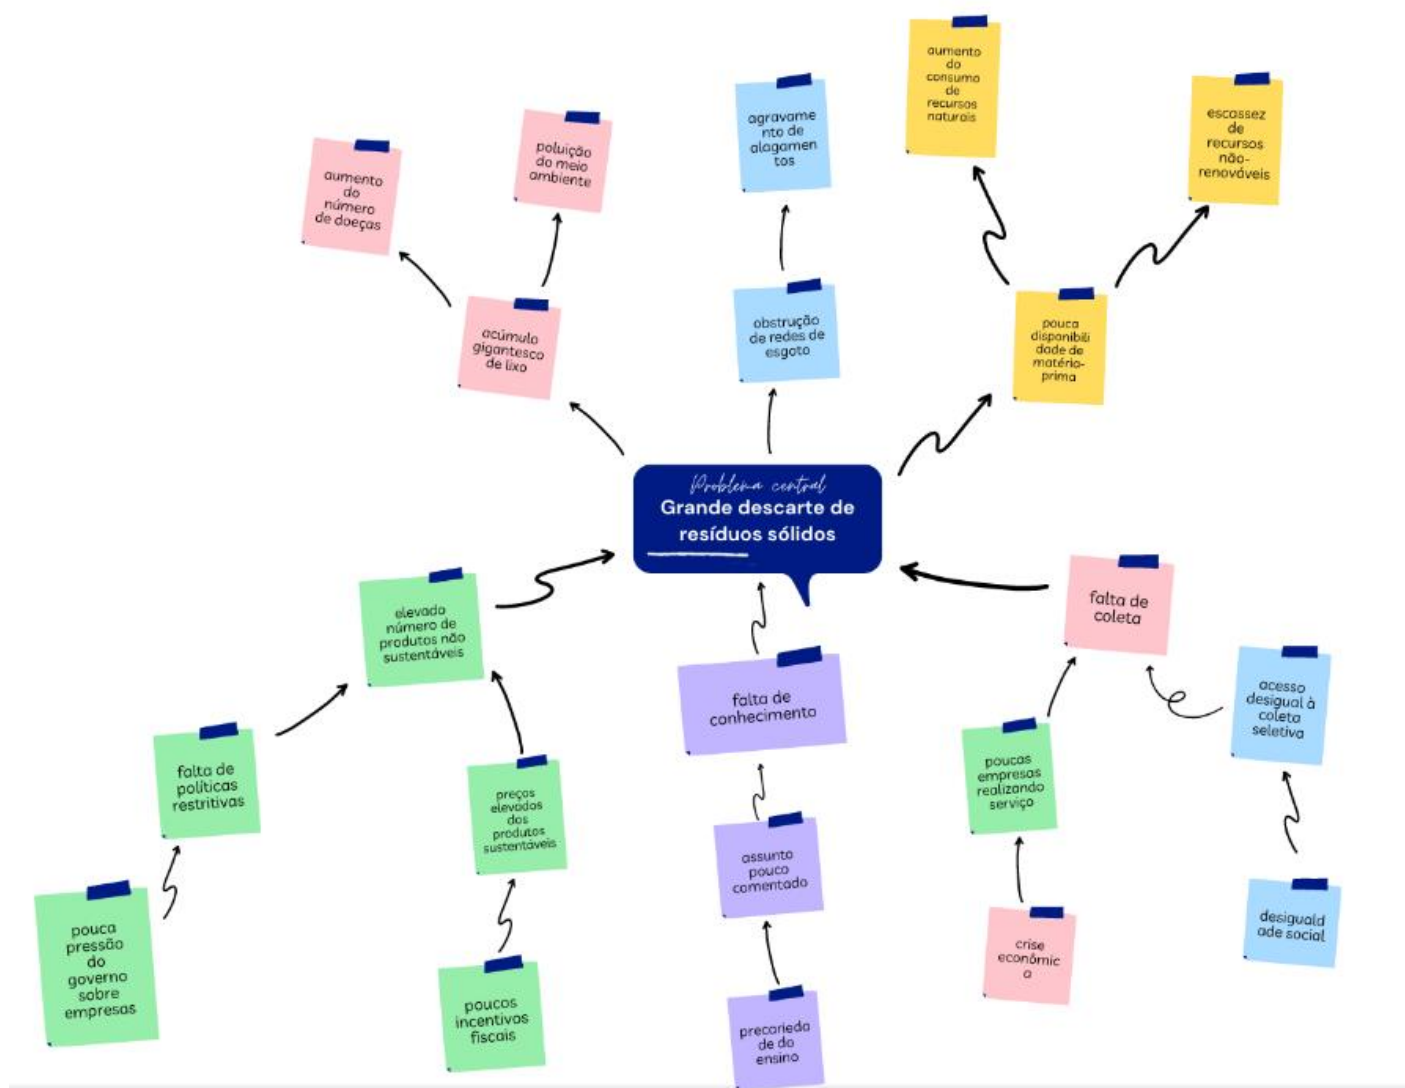 aumento
do
consumo
de
recursos
naturais
escassez
de
recursos
não-
renováveis
agravame
nto de
alagamen
tos
poluição
do meio
ambiente
aumento
do
número
de doeças
acúmulo
gigantesco
de lixo
obstrução
de redes de
esgoto
pouca
disponibili
dade de
matéria-
prima
Problema central
Grande descarte de
resíduos sólidos
elevado
número de
produtos não
sustentáveis
falta de
coleta
falta de
conhecimento
acesso
desigual à
coleta
seletiva
falta de
políticas
restritivas
preços
elevados
dos
produtos
sustentáveis
poucas
empresas
realizando
serviço
assunto
pouco
comentado
pouca
pressão
do
governo
sobre
empresas
poucos
incentivos
fiscais
precarieda
de do
ensino
crise
econômic
a
desiguald
ade social